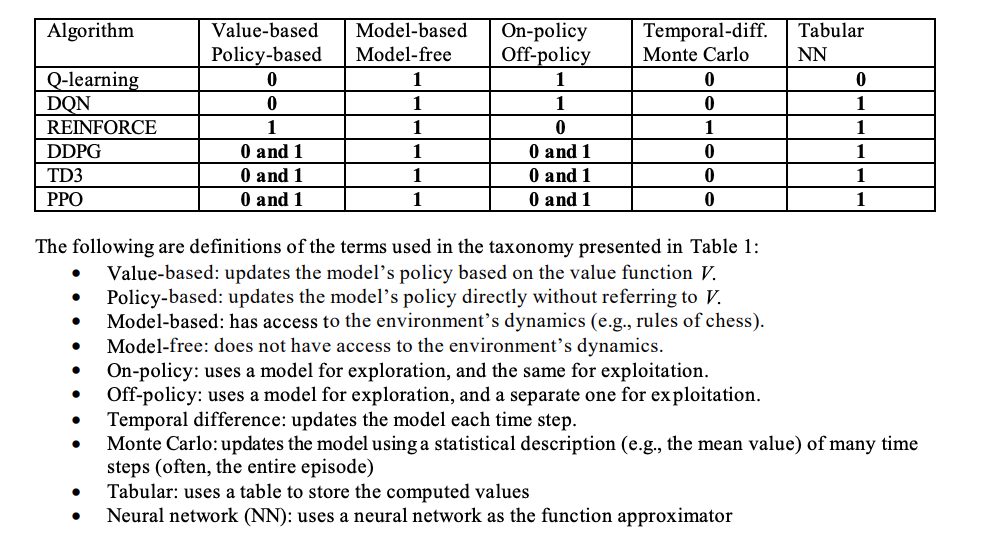 Algorithm Value-based Model-based On-policy Temporal-diff. Tabular
Policy-based Model-free Off-policy Monte Carlo NN
Q-learning 0 1 1 0 0
DQN 0 1 1 0 1
REINFORCE 1 1 0 1 1
DDPG 0 and 1 1 0 and 1 0 1
TD3 0 and 1 1 0 and 1 0 1
PPO 0 and 1 1 0 and 1 0 1
The following are definitions of the terms used in the taxonomy presented in Table 1:
• Value-based: updates the model’s policy based on the value function V.
• Policy-based: updates the model’s policy directly without referring to V.
• Model-based: has access to the environment’s dynamics (e.g., rules of chess).
• Model-free: does not have access to the environment’s dynamics.
• On-policy: uses a model for exploration, and the same for exploitation.
• Off-policy: uses a model for exploration, and a separate one for exploitation.
• Temporal difference: updates the model each time step.
• Monte Carlo: updates the model using a statistical description (e.g., the mean value) of many time
steps (often, the entire episode)
• Tabular: uses a table to store the computed values
• Neural network (NN): uses a neural network as the function approximator